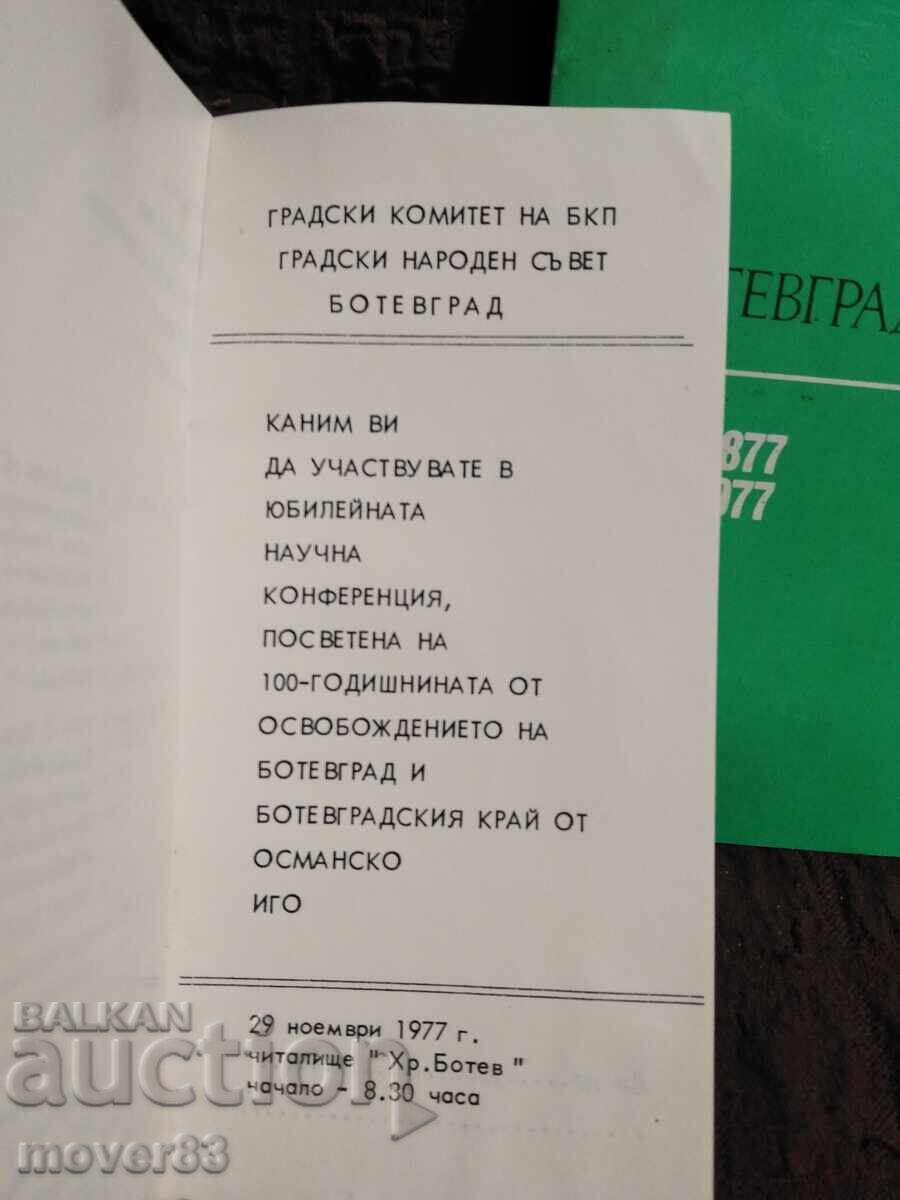 ГРАДСКИ КОМИТЕТ НА БКП
ГРАДСКИ НАРОДЕН СЪВЕТ
БОТЕВГРАД
КАНИМ ВИ
ДА УЧАСТВУВАТЕ В
ЮБИЛЕЙНАТА
НАУЧНА
КОНФЕРЕНЦИЯ,
ПОСВЕТЕНА НА
100-ГОДИШНИНАТА ОТ
ОСВОБОЖДЕНИЕТО НА
БОТЕВГРАД И
БОТЕВГРАДСКИЯ КРАЙ ОТ
ОСМАНСКО
ИГО
29 ноември 1977 г.
читалище "Хр.Ботев"
начало - 8.30 часа
ТЕВГРАД
877
977
BALKAN
auction
mover83